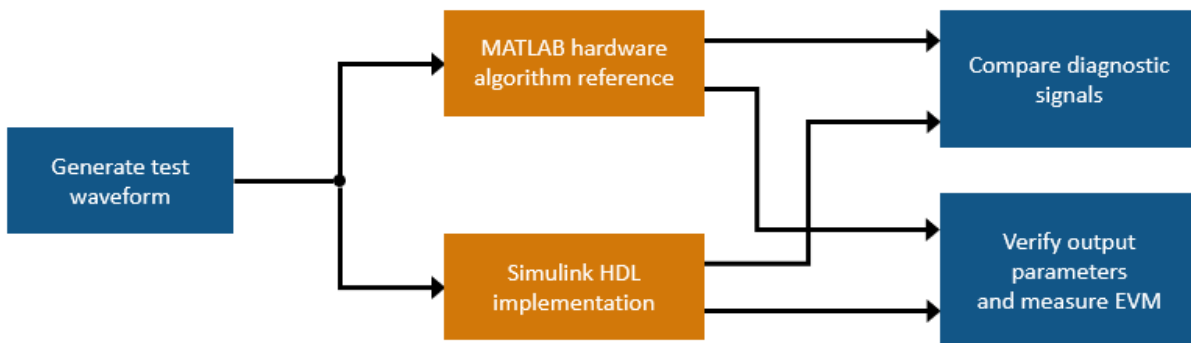 Generate test
waveform
MATLAB hardware
algorithm reference
Simulink HDL
implementation
Compare diagnostic
signals
Verify output
parameters
and measure EVM